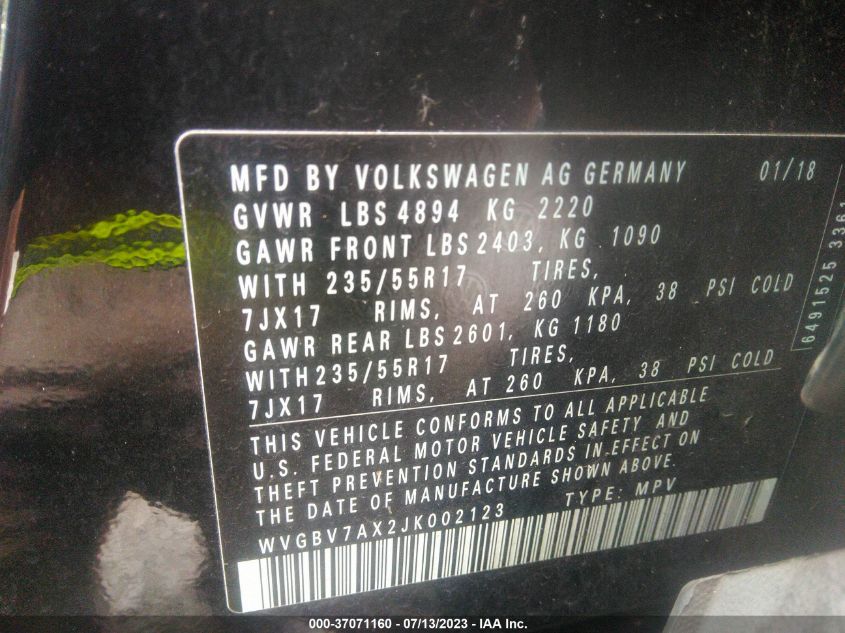 MFD BY VOLKSWAGEN AG GERMANY 01/18
GVWR LBS 4894 KG 2220
GAWR FRONT LBS 2403, KG 1090
WITH 235/55R17 TIRES,
7JX17 RIMS, AT 260 KPA, 38 PSI COLD
GAWR REAR LBS 2601, KG 1180
WITH 235/55R17 TIRES,
7JX17 RIMS, AT 260 KPA, 38 PSI COLD
THIS VEHICLE CONFORMS TO ALL APPLICABLE
U.S. FEDERAL MOTOR VEHICLE SAFETY AND
THEFT PREVENTION STANDARDS IN EFFECT ON
THE DATE OF MANUFACTURE SHOWN ABOVE.
WVGBV7AX2JK002123 TYPE: MPV
6491525 3361
000-37071160 - 07/13/2023 - IAA Inc.